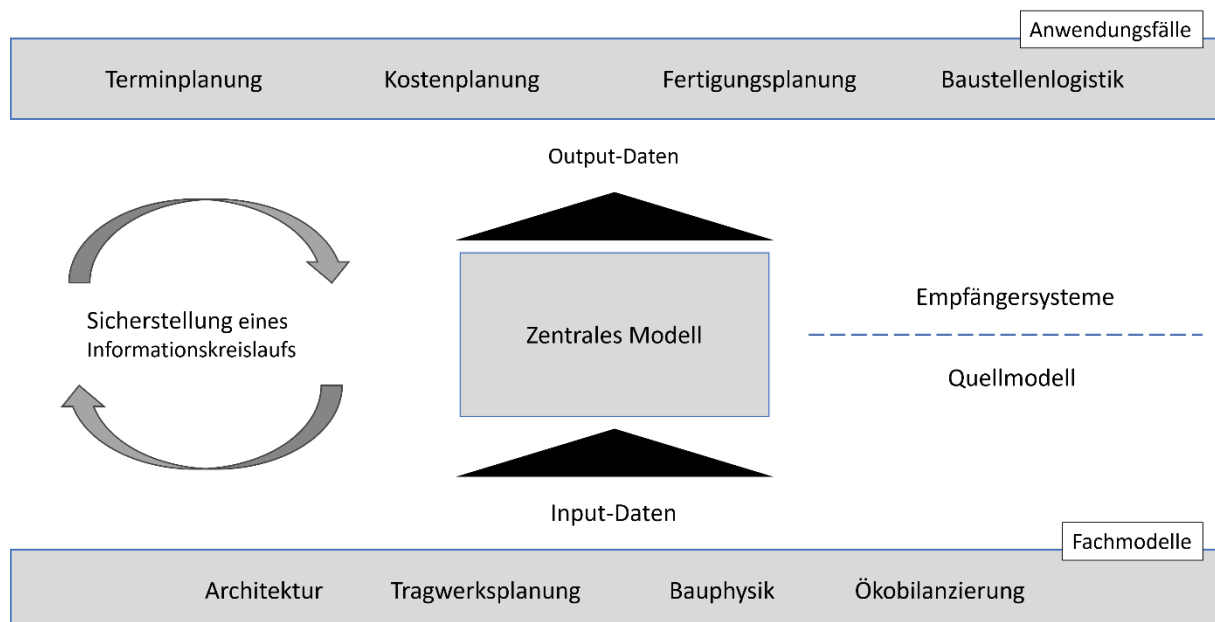 Anwendungsfälle
Terminplanung Kostenplanung Fertigungsplanung Baustellenlogistik
Output-Daten
Sicherstellung eines
Informationskreislaufs
Zentrales Modell
Empfängersysteme
Quellmodell
Input-Daten
Fachmodelle
Architektur Tragwerksplanung Bauphysik Ökobilanzierung